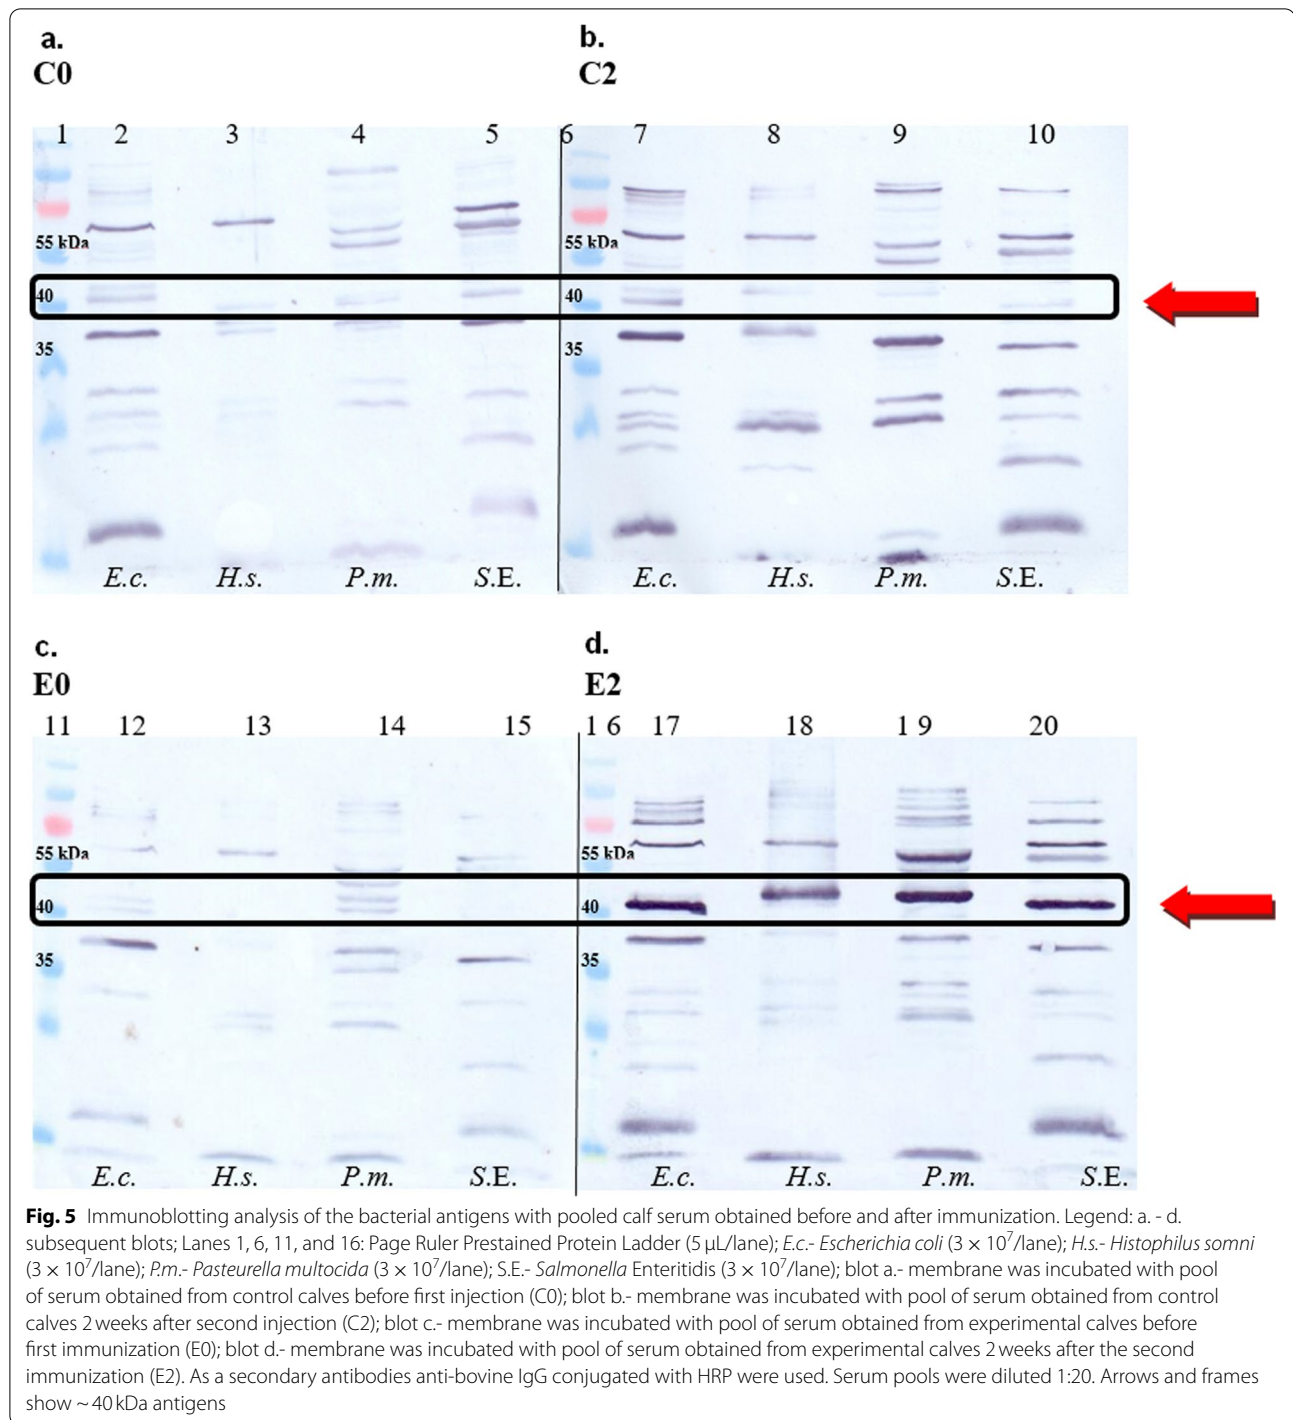 a.
C0
b.
C2
1 2 3 4 5 6 7 8 9 10
55 kDa 55 kDa
40 40
35 35
E.c. H.s. P.m. S.E. E.c. H.s. P.m. S.E.
c.
E0
d.
E2
11 12 13 14 15 1 6 17 18 1 9 20
55 kDa 55 kDa
40 40
35 35
E.c. H.s. P.m. S.E. E.c. H.s. P.m. S.E.
Fig. 5 Immunoblotting analysis of the bacterial antigens with pooled calf serum obtained before and after immunization. Legend: a. - d.
subsequent blots; Lanes 1, 6, 11, and 16: Page Ruler Prestained Protein Ladder (5 μL/lane); E.c.- Escherichia coli (3 × 10⁷/lane); H.s.- Histophilus somni
(3 × 10⁷/lane); P.m.- Pasteurella multocida (3 × 10⁷/lane); S.E.- Salmonella Enteritidis (3 × 10⁷/lane); blot a.- membrane was incubated with pool
of serum obtained from control calves before first injection (C0); blot b.- membrane was incubated with pool of serum obtained from control
calves 2 weeks after second injection (C2); blot c.- membrane was incubated with pool of serum obtained from experimental calves before
first immunization (E0); blot d.- membrane was incubated with pool of serum obtained from experimental calves 2 weeks after the second
immunization (E2). As a secondary antibodies anti-bovine IgG conjugated with HRP were used. Serum pools were diluted 1:20. Arrows and frames
show ~ 40 kDa antigens